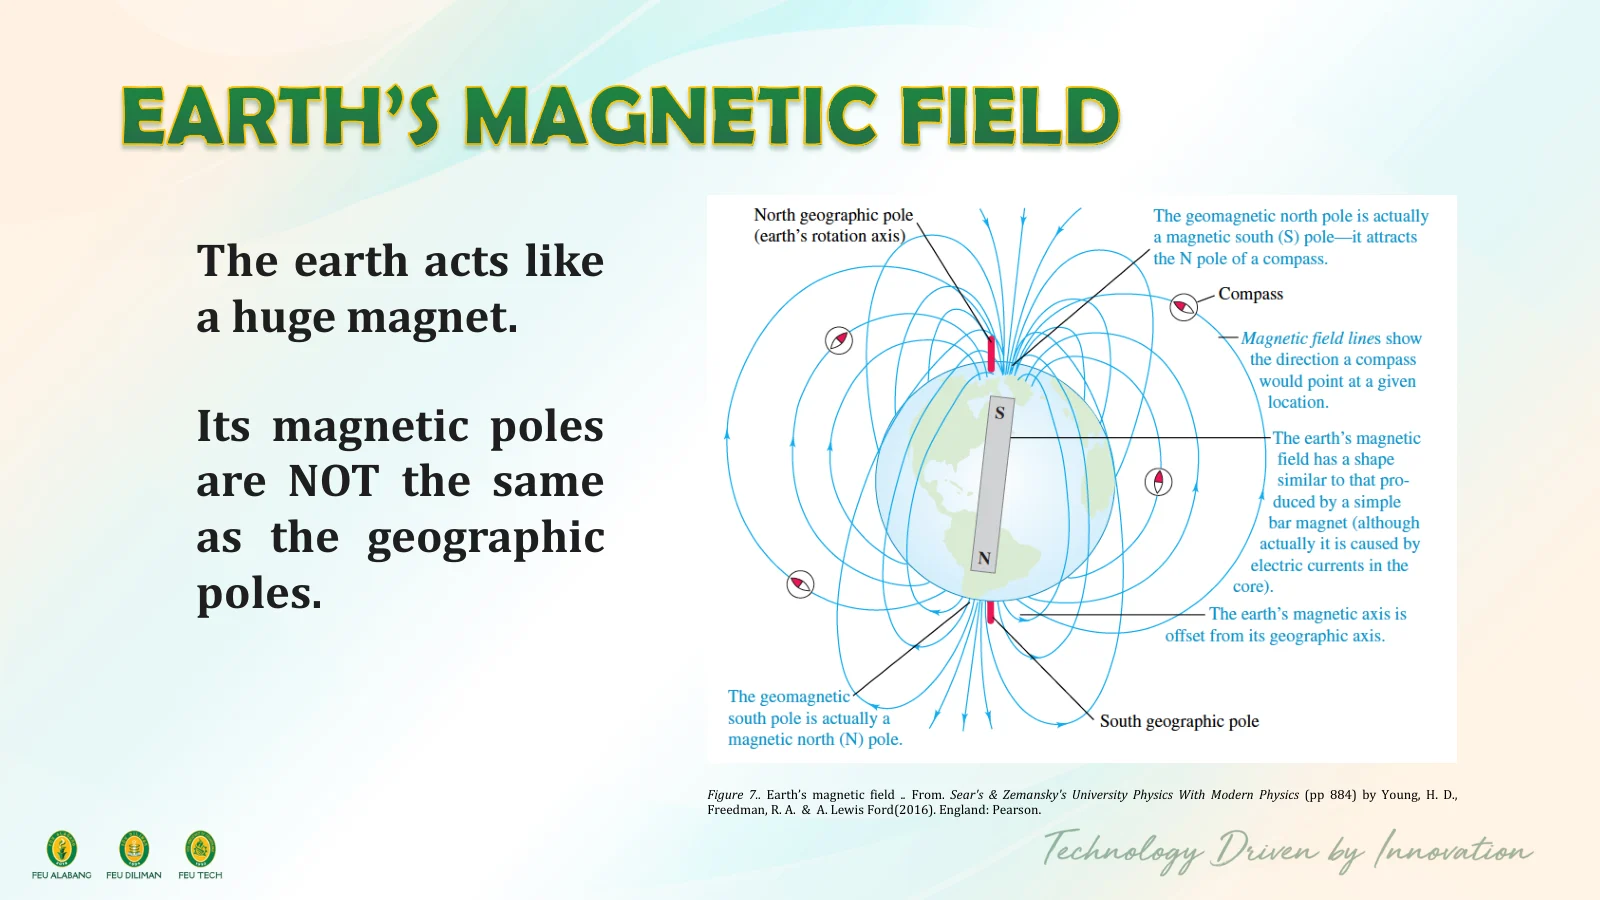 EARTH'S MAGNETIC FIELD
The earth acts like
a huge magnet.
Its magnetic poles
are NOT the same
as the geographic
poles.
North geographic pole
(earth's rotation axis)
The geomagnetic north pole is actually
a magnetic south (S) pole—it attracts
the N pole of a compass.
Compass
Magnetic field lines show
the direction a compass
would point at a given
location.
S
The earth's magnetic
field has a shape
similar to that pro-
duced by a simple
bar magnet (although
actually it is caused by
electric currents in the
core).
N
The earth's magnetic axis is
offset from its geographic axis.
The geomagnetic
south pole is actually a
magnetic north (N) pole.
South geographic pole
Figure 7.. Earth's magnetic field .. From. Sear's & Zemansky's University Physics With Modern Physics (pp 884) by Young, H. D.,
Freedman, R. A. & A. Lewis Ford(2016). England: Pearson.
FEU ALABANG
FEU DILIMAN
FEU TECH
Technology Driven by Innovation